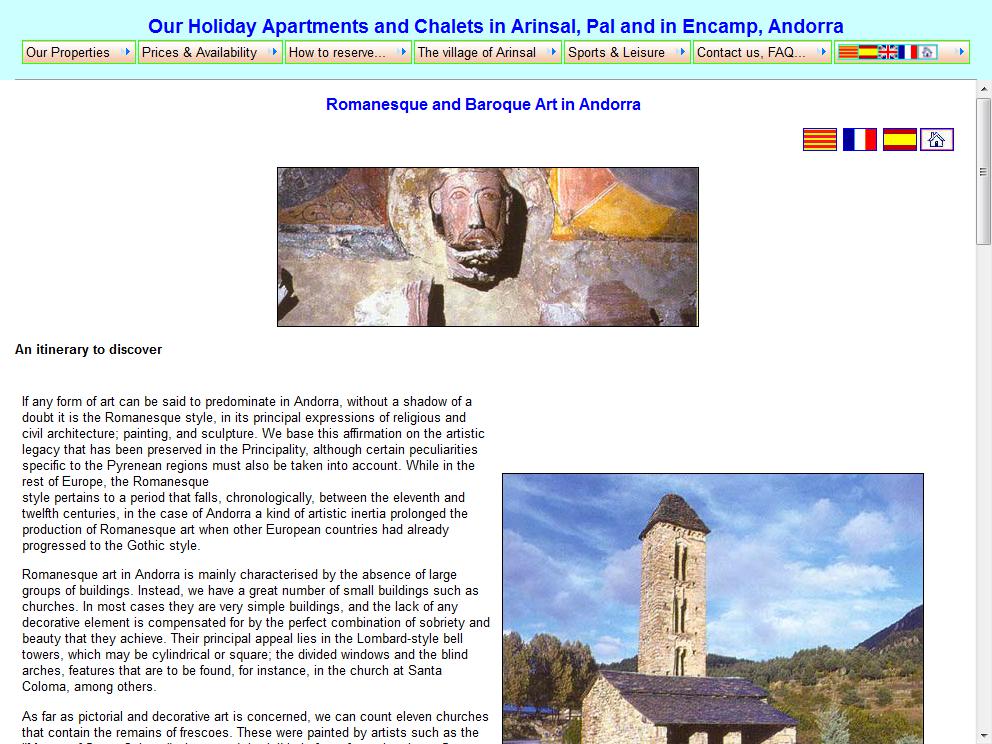 Our Holiday Apartments and Chalets in Arinsal, Pal and in Encamp, Andorra
Our Properties
Prices & Availability
How to reserve...
The village of Arinsal
Sports & Leisure
Contact us, FAQ...
Romanesque and Baroque Art in Andorra
An itinerary to discover
If any form of art can be said to predominate in Andorra, without a shadow of a
doubt it is the Romanesque style, in its principal expressions of religious and
civil architecture; painting, and sculpture. We base this affirmation on the artistic
legacy that has been preserved in the Principality, although certain peculiarities
specific to the Pyrenean regions must also be taken into account. While in the
rest of Europe, the Romanesque
style pertains to a period that falls, chronologically, between the eleventh and
twelfth centuries, in the case of Andorra a kind of artistic inertia prolonged the
production of Romanesque art when other European countries had already
progressed to the Gothic style.
Romanesque art in Andorra is mainly characterised by the absence of large
groups of buildings. Instead, we have a great number of small buildings such as
churches. In most cases they are very simple buildings, and the lack of any
decorative element is compensated for by the perfect combination of sobriety and
beauty that they achieve. Their principal appeal lies in the Lombard-style bell
towers, which may be cylindrical or square; the divided windows and the blind
arches, features that are to be found, for instance, in the church at Santa
Coloma, among others.
As far as pictorial and decorative art is concerned, we can count eleven churches
that contain the remains of frescoes. These were painted by artists such as the